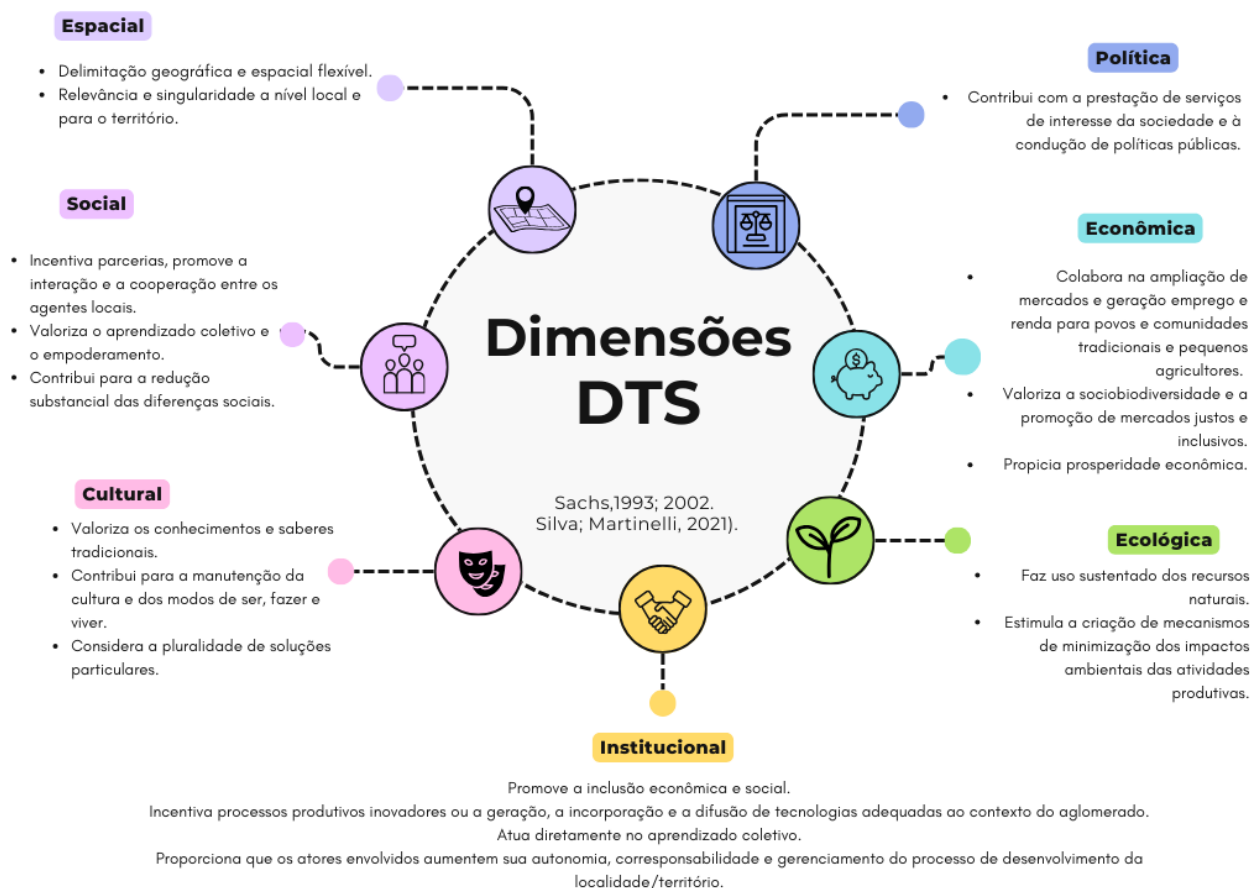 Espacial
• Delimitação geográfica e espacial flexível.
• Relevância e singularidade a nível local e
para o território.
Social
• Incentiva parcerias, promove a
interação e a cooperação entre os
agentes locais.
• Valoriza o aprendizado coletivo e
o empoderamento.
• Contribui para a redução
substancial das diferenças sociais.
Cultural
• Valoriza os conhecimentos e saberes
tradicionais.
• Contribui para a manutenção da
cultura e dos modos de ser, fazer e
viver.
• Considera a pluralidade de soluções
particulares.
Dimensões
DTS
Sachs,1993; 2002.
Silva; Martinelli, 2021).
Política
• Contribui com a prestação de serviços
de interesse da sociedade e à
condução de políticas públicas.
Econômica
• Colabora na ampliação de
mercados e geração emprego e
renda para povos e comunidades
tradicionais e pequenos
agricultores.
• Valoriza a sociobiodiversidade e a
promoção de mercados justos e
inclusivos.
• Propicia prosperidade econômica.
Ecológica
• Faz uso sustentado dos recursos
naturais.
• Estimula a criação de mecanismos
de minimização dos impactos
ambientais das atividades
produtivas.
Institucional
Promove a inclusão econômica e social.
Incentiva processos produtivos inovadores ou a geração, a incorporação e a difusão de tecnologias adequadas ao contexto do aglomerado.
Atua diretamente no aprendizado coletivo.
Proporciona que os atores envolvidos aumentem sua autonomia, corresponsabilidade e gerenciamento do processo de desenvolvimento da
localidade/território.